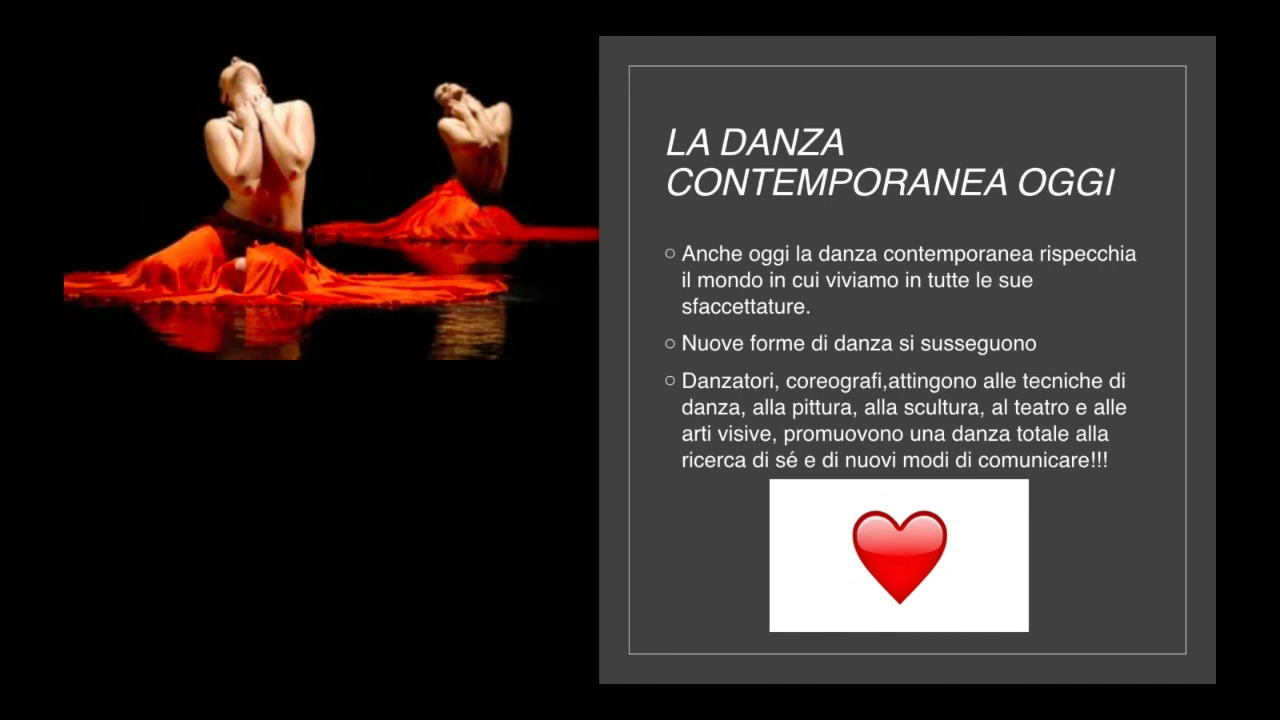 LA DANZA
CONTEMPORANEA OGGI
○ Anche oggi la danza contemporanea rispecchia
il mondo in cui viviamo in tutte le sue
sfaccettature.
○ Nuove forme di danza si susseguono
○ Danzatori, coreografi,attingono alle tecniche di
danza, alla pittura, alla scultura, al teatro e alle
arti visive, promuovono una danza totale alla
ricerca di sé e di nuovi modi di comunicare!!!